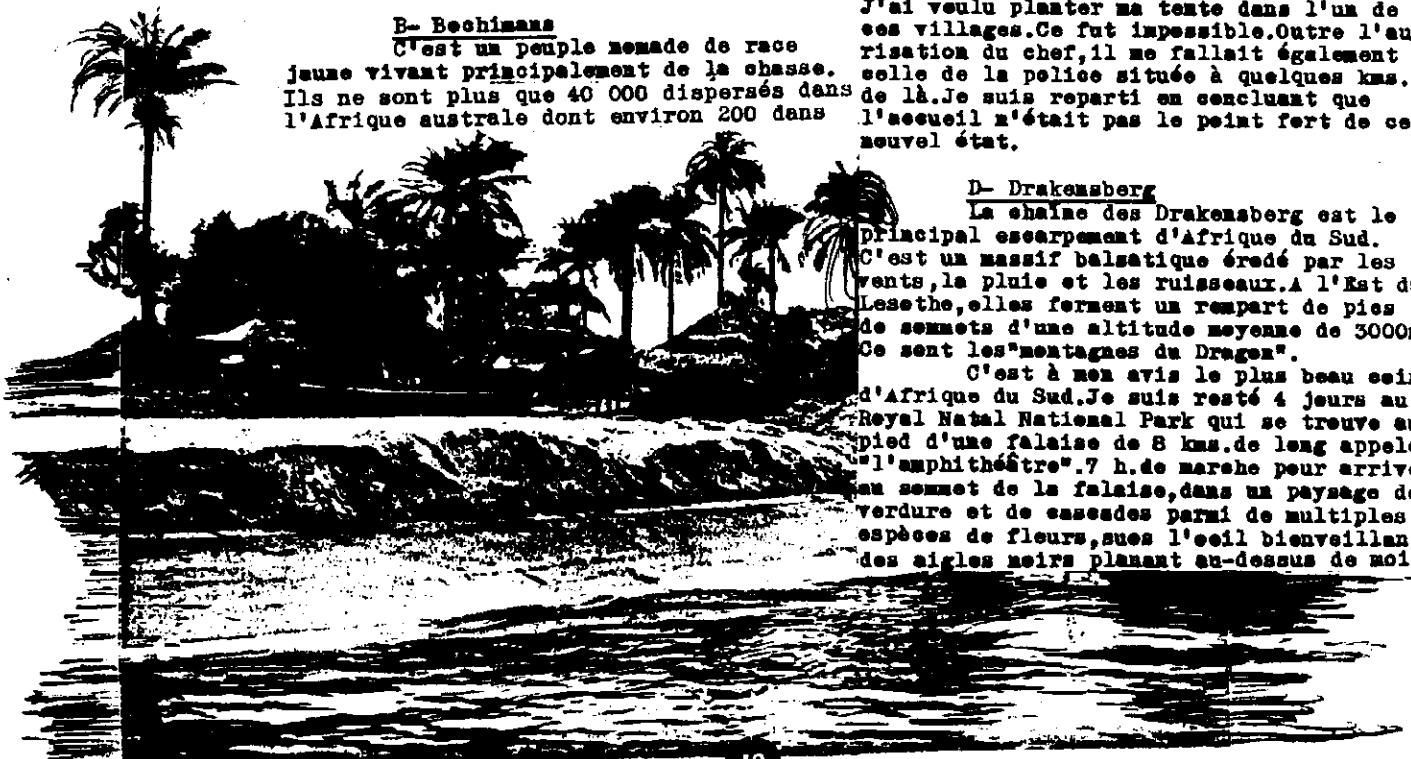 B- Bochimans
C'est un peuple nomade de race
jaune vivant principalement de la chasse.
Ils ne sont plus que 40 000 dispersés dans
l'Afrique australe dont environ 200 dans
J'ai voulu planter ma tente dans l'un de
ces villages.Ce fut impossible.Outre l'au
risation du chef,il me fallait également
celle de la police située à quelques kms.
de là.Je suis reparti en concluant que
l'accueil n'était pas le point fort de ce
nouvel état.
D- Drakensberg
La chaîne des Drakensberg est le
principal escarpement d'Afrique du Sud.
C'est un massif balsatique érodé par les
vents,la pluie et les ruisseaux.A l'Est d
Lesotho,elles forment un rempart de pics
de sommets d'une altitude moyenne de 3000
Ce sont les"montagnes du Dragon".
C'est à mon avis le plus beau coin
d'Afrique du Sud.Je suis resté 4 jours au
Royal Natal National Park qui se trouve au
pied d'une falaise de 8 kms.de long appelé
"l'amphithéâtre".7 h.de marche pour arrive
au sommet de la falaise,dans un paysage de
verdure et de cascades parmi de multiples
espèces de fleurs,sous l'oeil bienveillan
des aigles noirs planant au-dessus de moi